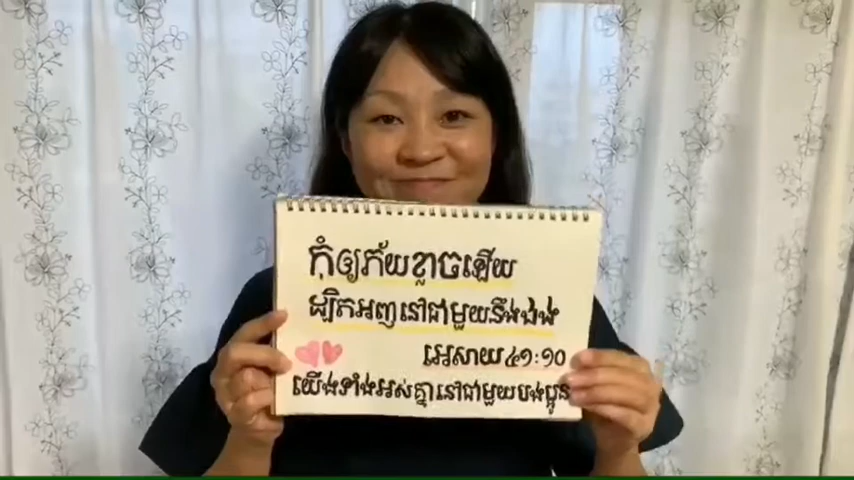 កុំឲ្យភ័យខ្លាចឡើយ
ដ្បិតអញនៅជាមួយនឹងឯង
អេសាយ ៤១:១០
យើងទាំងអស់គ្នានៅជាមួយបងប្អូន